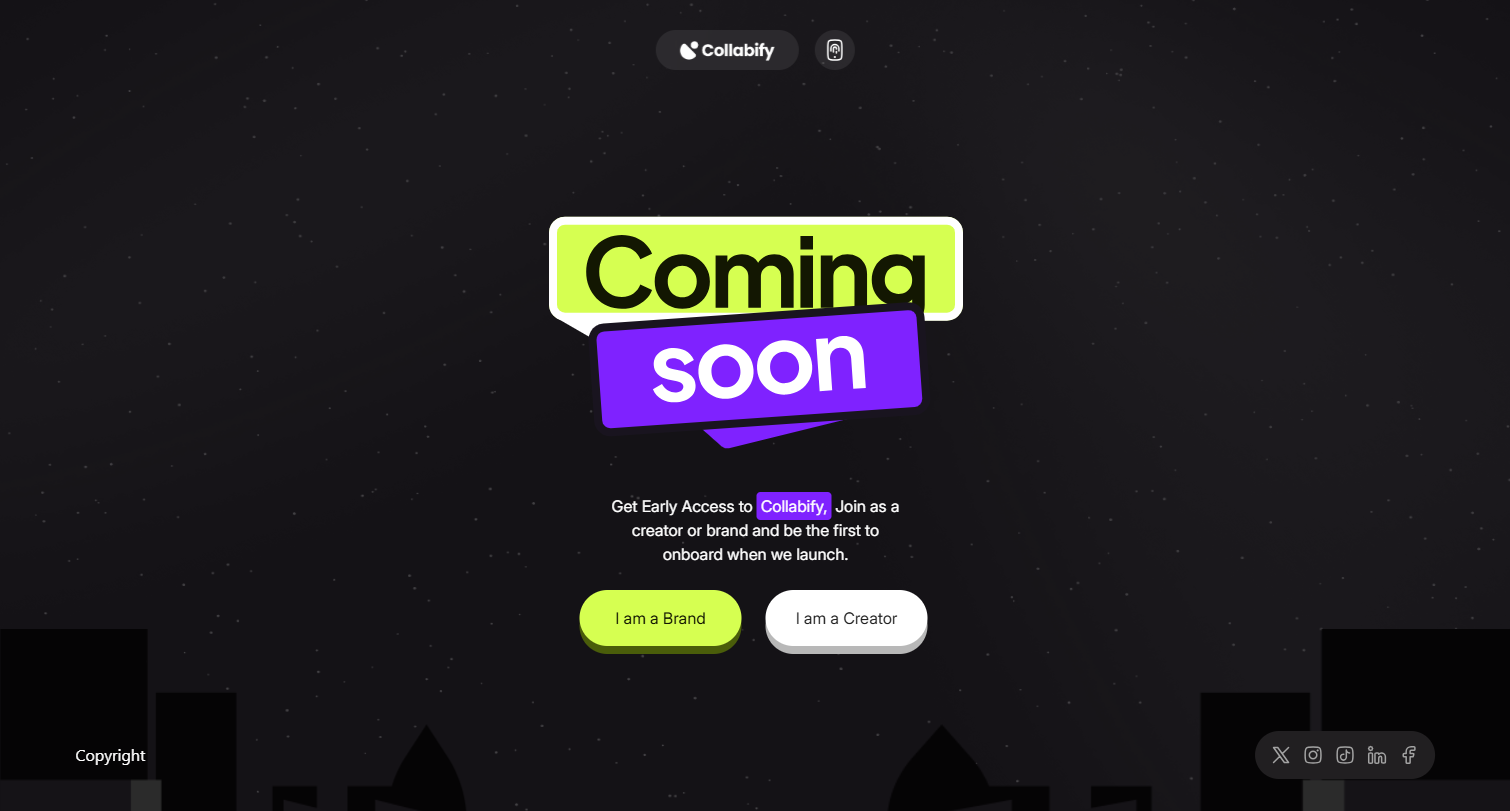 Collabify
Coming
soon
Get Early Access to Collabify, Join as a
creator or brand and be the first to
onboard when we launch.
I am a Brand
I am a Creator
Copyright